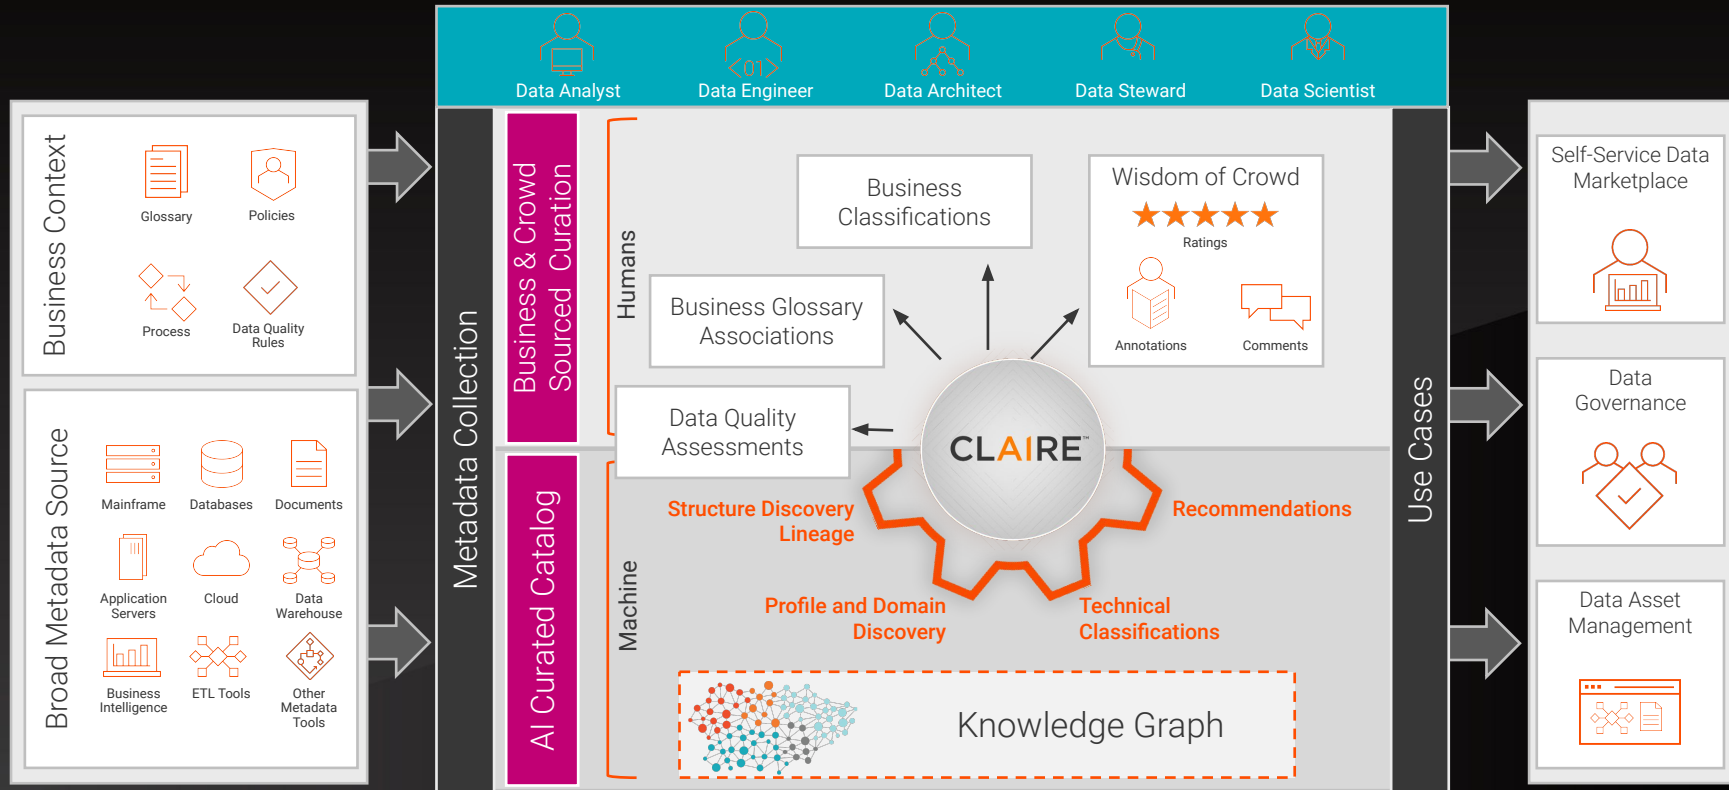 Data Analyst
Data Engineer
Data Architect
Data Steward
Data Scientist
Business Context
Glossary
Policies
Process
Data Quality
Rules
Broad Metadata Source
Mainframe
Databases
Documents
Application
Servers
Cloud
Data
Warehouse
Business
Intelligence
ETL Tools
Other
Metadata
Tools
Metadata Collection
Business & Crowd
Sourced Curation
Humans
Business
Classifications
Wisdom of Crowd
Ratings
Annotations
Comments
Business Glossary
Associations
Data Quality
Assessments
CLAIRE™
AI Curated Catalog
Machine
Structure Discovery
Lineage
Recommendations
Profile and Domain
Discovery
Technical
Classifications
Knowledge Graph
Use Cases
Self-Service Data
Marketplace
Data
Governance
Data Asset
Management